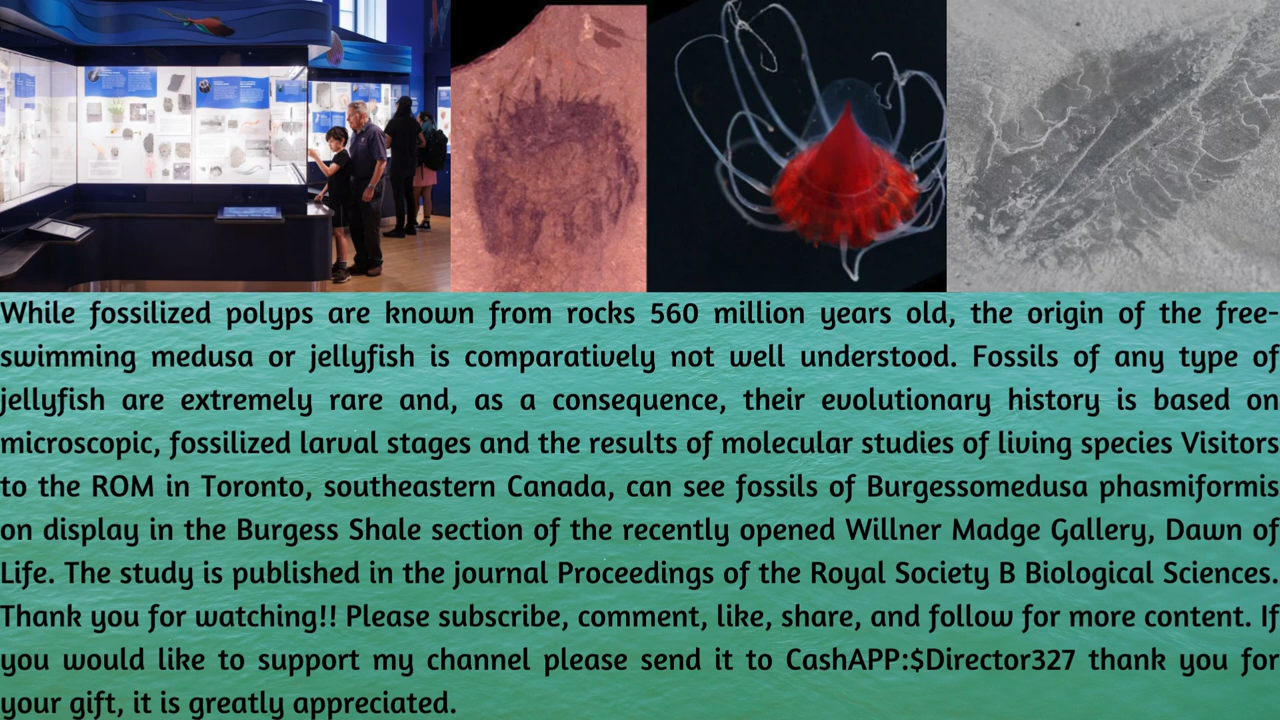 While fossilized polyps are known from rocks 560 million years old, the origin of the free-
swimming medusa or jellyfish is comparatively not well understood. Fossils of any type of
jellyfish are extremely rare and, as a consequence, their evolutionary history is based on
microscopic, fossilized larval stages and the results of molecular studies of living species Visitors
to the ROM in Toronto, southeastern Canada, can see fossils of Burgessomedusa phasmiformis
on display in the Burgess Shale section of the recently opened Willner Madge Gallery, Dawn of
Life. The study is published in the journal Proceedings of the Royal Society B Biological Sciences.
Thank you for watching!! Please subscribe, comment, like, share, and follow for more content. If
you would like to support my channel please send it to CashAPP:$Director327 thank you for
your gift, it is greatly appreciated.